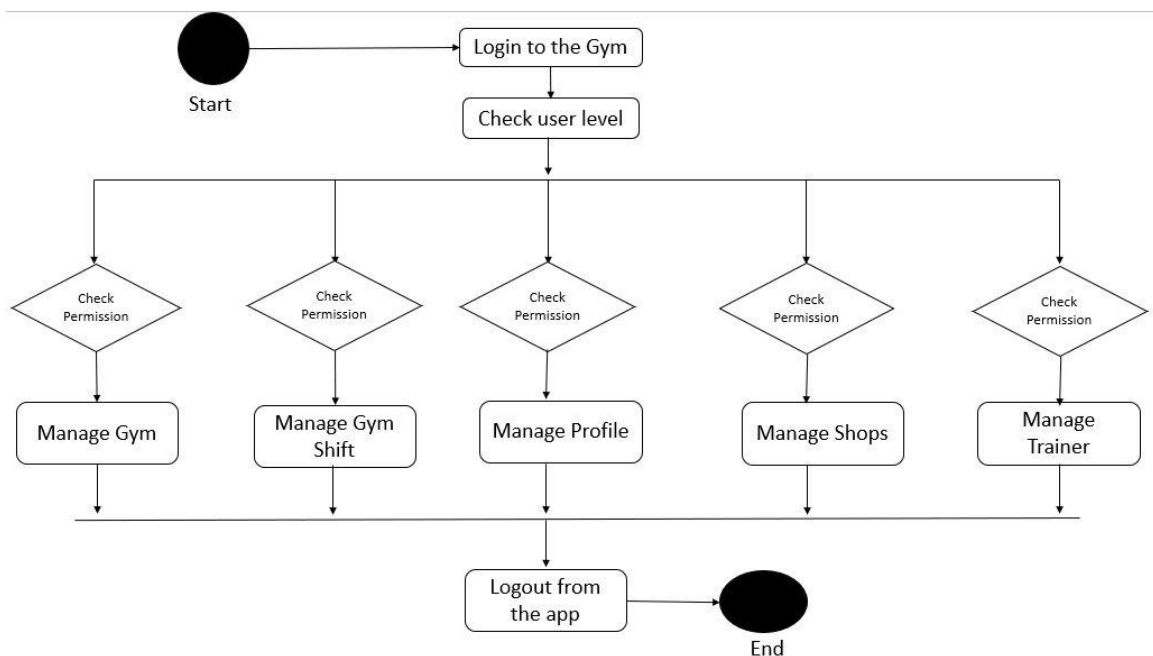 Login to the Gym
Start
Check user level
Check
Permission
Check
Permission
Check
Permission
Check
Permission
Check
Permission
Manage Gym
Manage Gym
Shift
Manage Profile
Manage Shops
Manage
Trainer
Logout from
the app
End